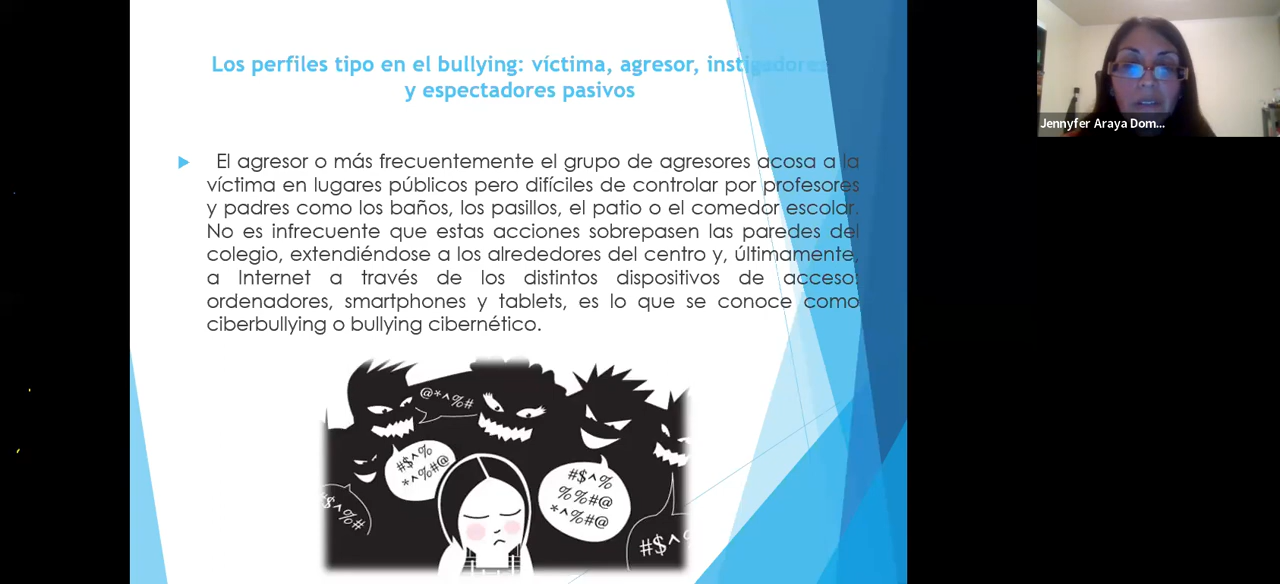 Los perfiles tipo en el bullying: víctima, agresor, instigadores
y espectadores pasivos
El agresor o más frecuentemente el grupo de agresores acosa a la
víctima en lugares públicos pero difíciles de controlar por profesores
y padres como los baños, los pasillos, el patio o el comedor escolar.
No es infrecuente que estas acciones sobrepasen las paredes del
colegio, extendiéndose a los alrededores del centro y, últimamente,
a Internet a través de los distintos dispositivos de acceso:
ordenadores, smartphones y tablets, es lo que se conoce como
ciberbullying o bullying cibernético.
@*^%#
#$^%
*^%#@
#$^%
%%#@
*^%#@
$^
%#
#$^
Jennyfer Araya Dom...